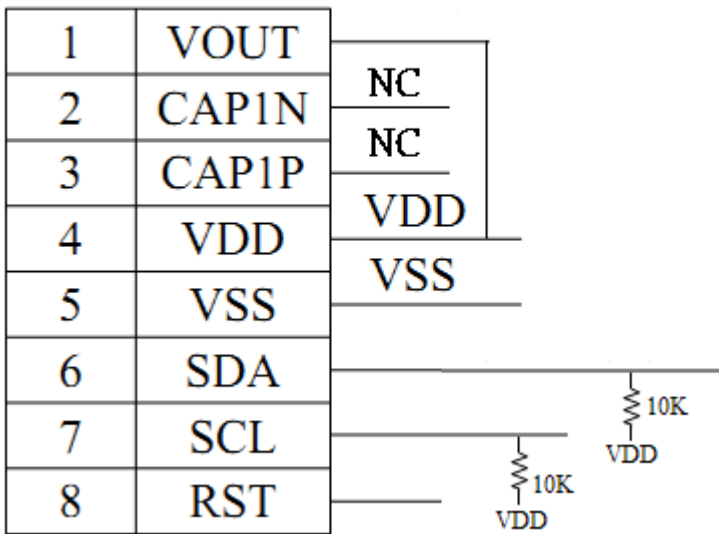 1 VOUT
NC
2 CAP1N
NC
3 CAP1P
VDD
4 VDD
VSS
5 VSS
6 SDA
10K
VDD
7 SCL
10K
VDD
8 RST